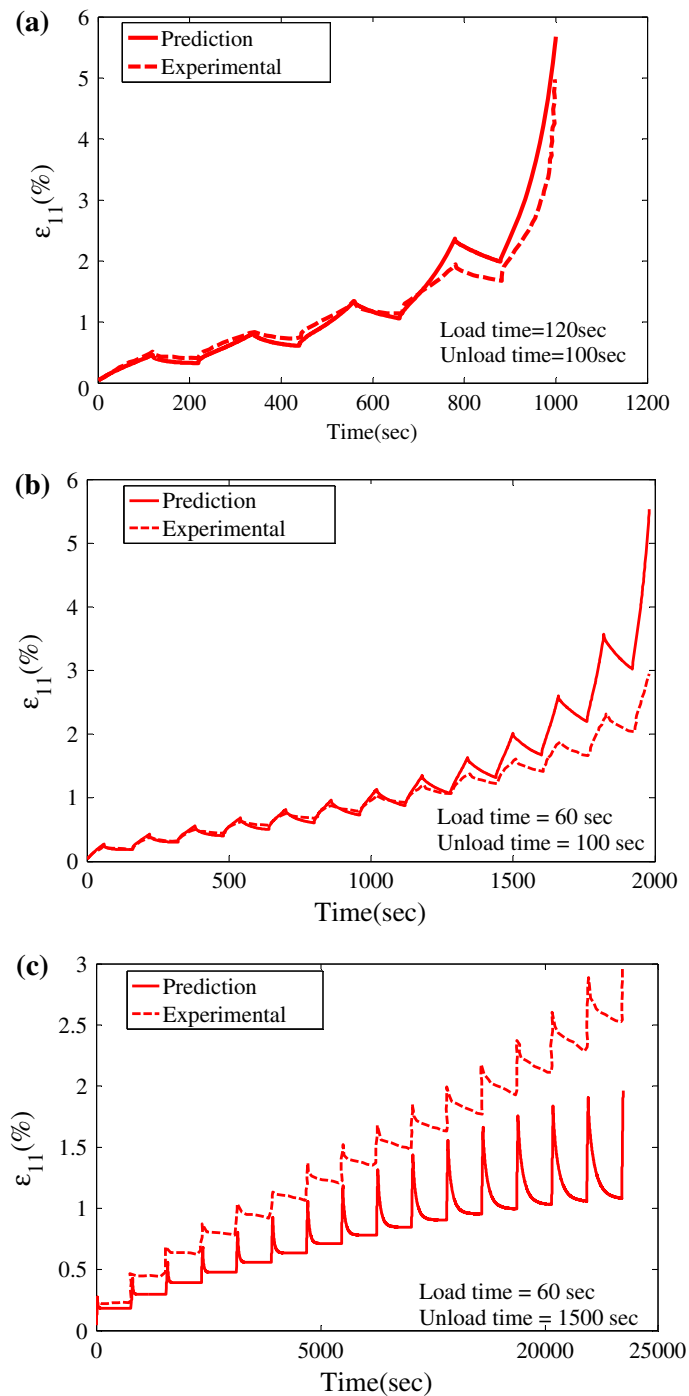 (a)
6
5
4
3
2
1
0
ε11(%)
Prediction
Experimental
Load time=120sec
Unload time=100sec
0 200 400 600 800 1000 1200
Time(sec)
(b)
6
5
4
3
2
1
0
ε11(%)
Prediction
Experimental
Load time = 60 sec
Unload time = 100 sec
0 500 1000 1500 2000
Time(sec)
(c)
3
2.5
2
1.5
1
0.5
0
ε11(%)
Prediction
Experimental
Load time = 60 sec
Unload time = 1500 sec
0 5000 20000 25000
Time(sec)